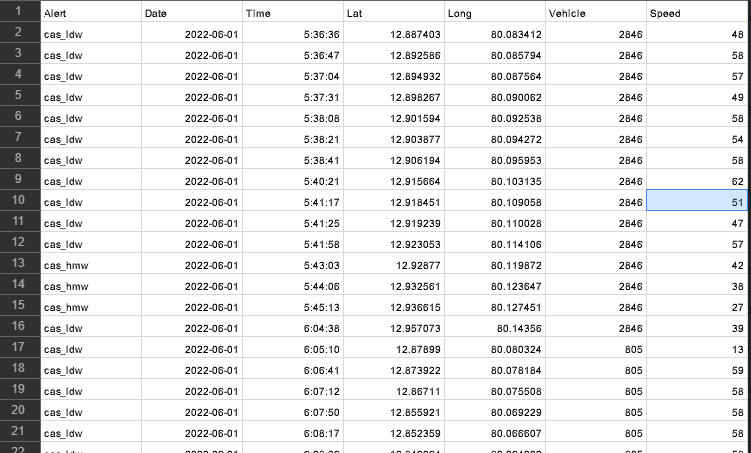 1 Alert Date Time Lat Long Vehicle Speed
2 cas_ldw 2022-06-01 5:36:36 12.887403 80.083412 2846 48
3 cas_ldw 2022-06-01 5:36:47 12.892586 80.085794 2846 58
4 cas_ldw 2022-06-01 5:37:04 12.894932 80.087564 2846 57
5 cas_ldw 2022-06-01 5:37:31 12.898267 80.090062 2846 49
6 cas_ldw 2022-06-01 5:38:08 12.901594 80.092538 2846 58
7 cas_ldw 2022-06-01 5:38:21 12.903877 80.094272 2846 54
8 cas_ldw 2022-06-01 5:38:41 12.906194 80.095953 2846 58
9 cas_ldw 2022-06-01 5:40:21 12.915664 80.103135 2846 62
10 cas_ldw 2022-06-01 5:41:17 12.918451 80.109058 2846 51
11 cas_ldw 2022-06-01 5:41:25 12.919239 80.110028 2846 47
12 cas_ldw 2022-06-01 5:41:58 12.923053 80.114106 2846 57
13 cas_hmw 2022-06-01 5:43:03 12.92877 80.119872 2846 42
14 cas_hmw 2022-06-01 5:44:06 12.932561 80.123647 2846 38
15 cas_hmw 2022-06-01 5:45:13 12.936615 80.127451 2846 27
16 cas_ldw 2022-06-01 6:04:38 12.957073 80.14356 2846 39
17 cas_ldw 2022-06-01 6:05:10 12.87899 80.080324 805 13
18 cas_ldw 2022-06-01 6:06:41 12.873922 80.078184 805 59
19 cas_ldw 2022-06-01 6:07:12 12.86711 80.075508 805 58
20 cas_ldw 2022-06-01 6:07:50 12.855921 80.069229 805 58
21 cas_ldw 2022-06-01 6:08:17 12.852359 80.066607 805 58